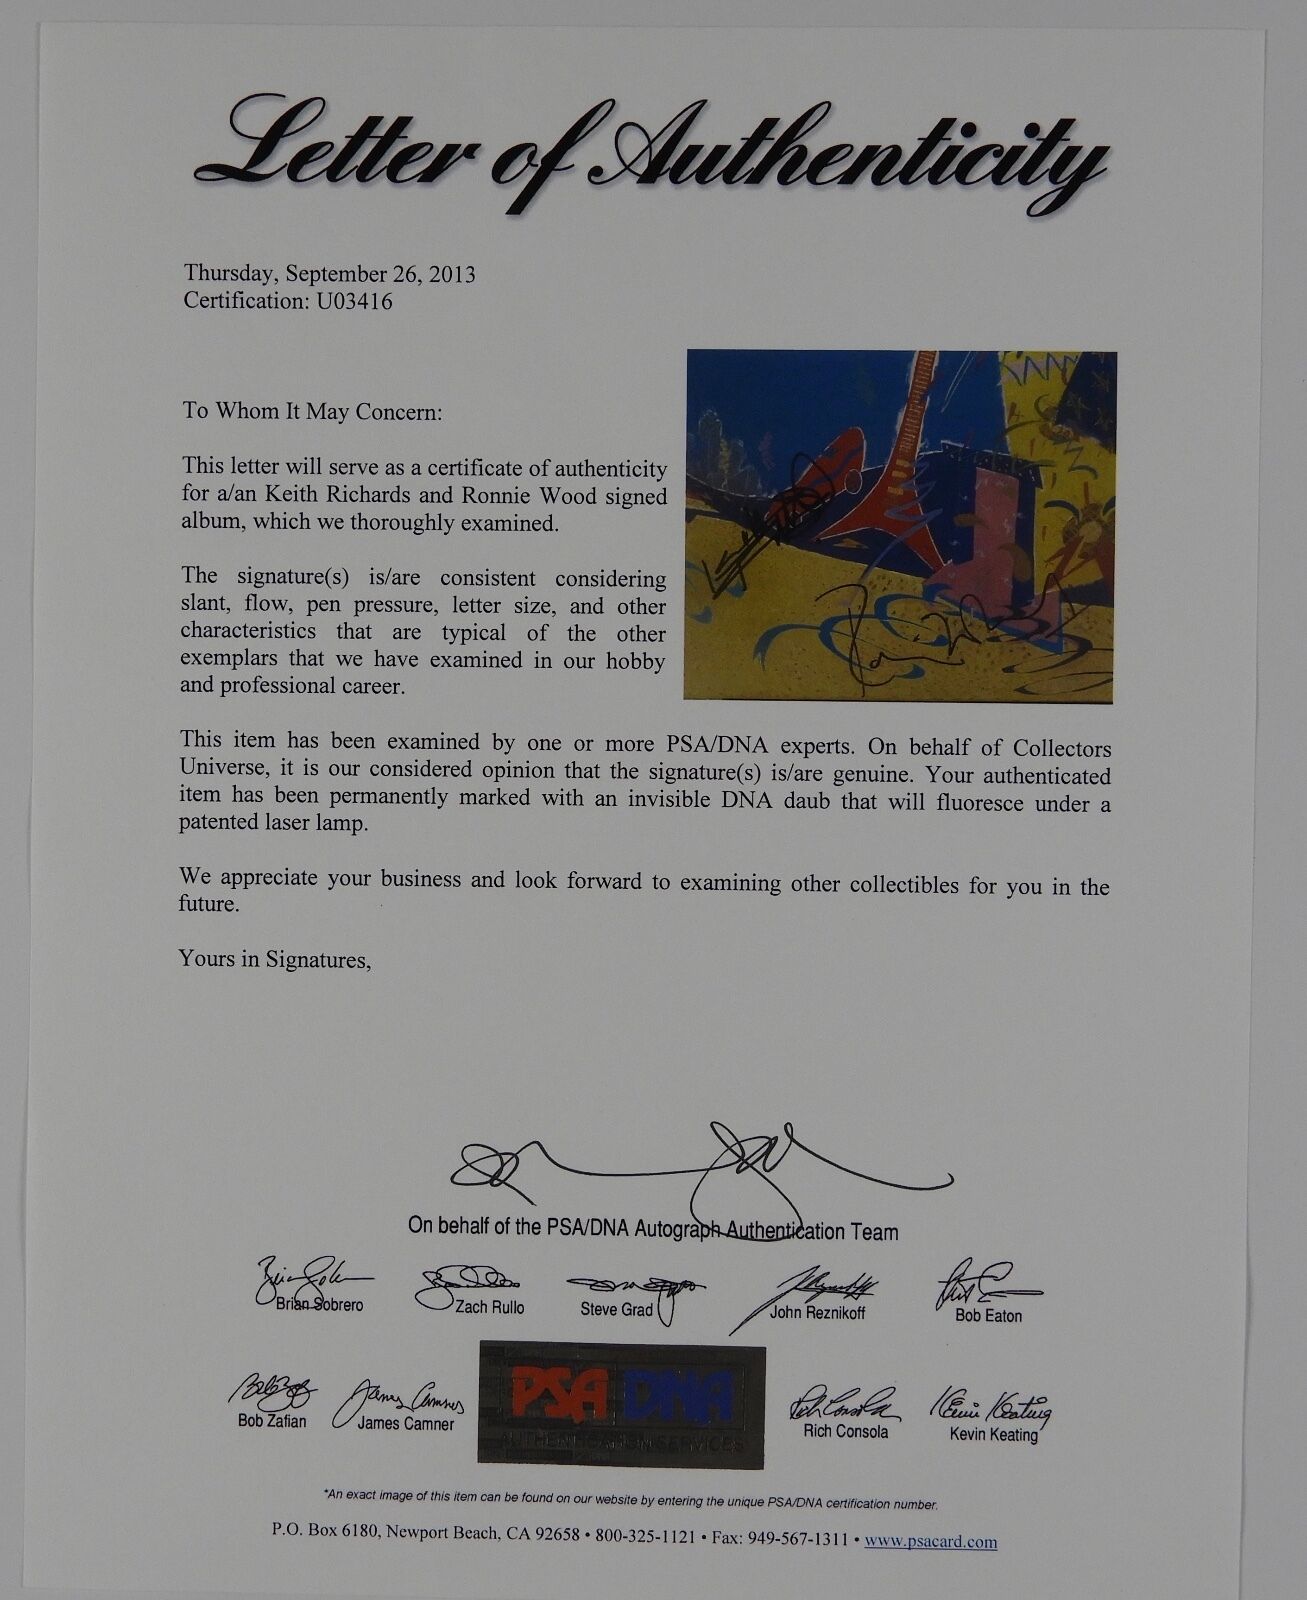 Letter of Authenticity
Thursday, September 26, 2013
Certification: U03416
To Whom It May Concern:
This letter will serve as a certificate of authenticity
for a/an Keith Richards and Ronnie Wood signed
album, which we thoroughly examined.
The signature(s) is/are consistent considering
slant, flow, pen pressure, letter size, and other
characteristics that are typical of the other
exemplars that we have examined in our hobby
and professional career.
This item has been examined by one or more PSA/DNA experts. On behalf of Collectors
Universe, it is our considered opinion that the signature(s) is/are genuine. Your authenticated
item has been permanently marked with an invisible DNA daub that will fluoresce under a
patented laser lamp.
We appreciate your business and look forward to examining other collectibles for you in the
future.
Yours in Signatures,
On behalf of the PSA/DNA Autograph Authentication Team
Brian Sobrero Zach Rullo Steve Grad John Reznikoff Bob Eaton
James Camner Kevin Keating
Bob Zafian James Camner Rich Consola Kevin Keating
PSA DNA
AUTHENTICATION SERVICES
*An exact image of this item can be found on our website by entering the unique PSA/DNA certification number.
P.O. Box 6180, Newport Beach, CA 92658 • 800-325-1121 • Fax: 949-567-1311 • www.psacard.com